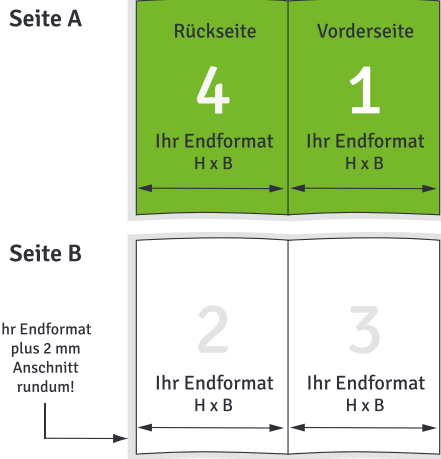 Seite A
Rückseite Vorderseite
4 1
Ihr Endformat Ihr Endformat
H x B H x B
Seite B
2 3
hr Endformat
plus 2 mm
Anschnitt
rundum!
Ihr Endformat Ihr Endformat
H x B H x B